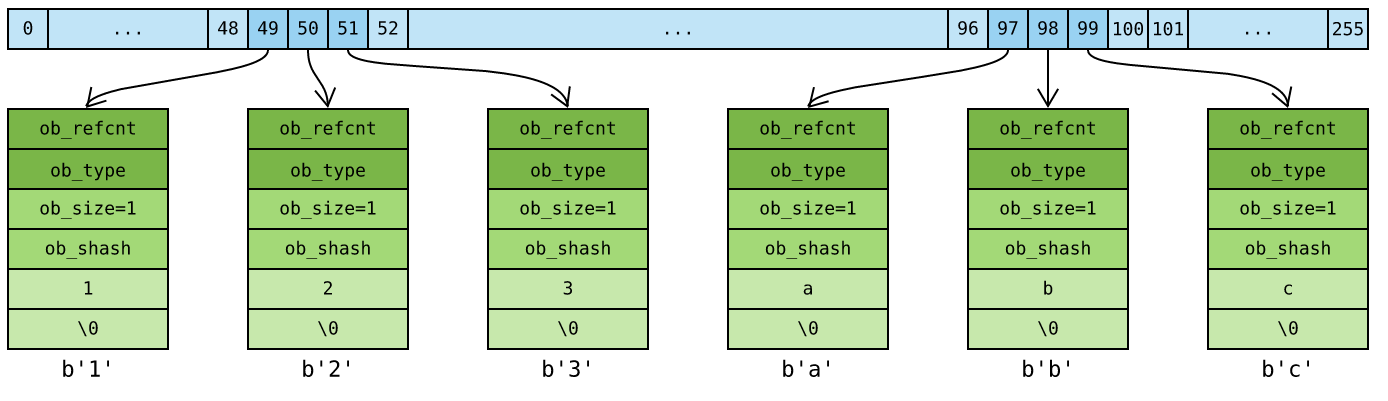 0 ... 48 49 50 51 52 ... 96 97 98 99 100 101 ... 255
ob_refcnt ob_refcnt ob_refcnt ob_refcnt ob_refcnt ob_refcnt
ob_type ob_type ob_type ob_type ob_type ob_type
ob_size=1 ob_size=1 ob_size=1 ob_size=1 ob_size=1 ob_size=1
ob_shash ob_shash ob_shash ob_shash ob_shash ob_shash
1 2 3 a b c
\0 \0 \0 \0 \0 \0
b'1' b'2' b'3' b'a' b'b' b'c'